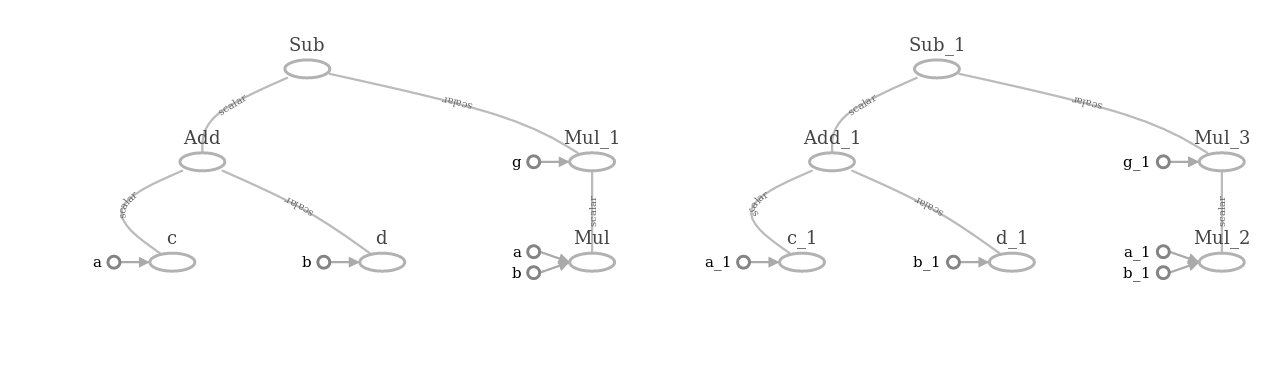 Sub
Sub_1
scalar
scalar
scalar
scalar
Add
Mul_1
Add_1
Mul_3
g
g_1
scalar
scalar
scalar
scalar
scalar
scalar
c
d
Mul
c_1
d_1
Mul_2
a
b
a
b
a_1
b_1
a_1
b_1